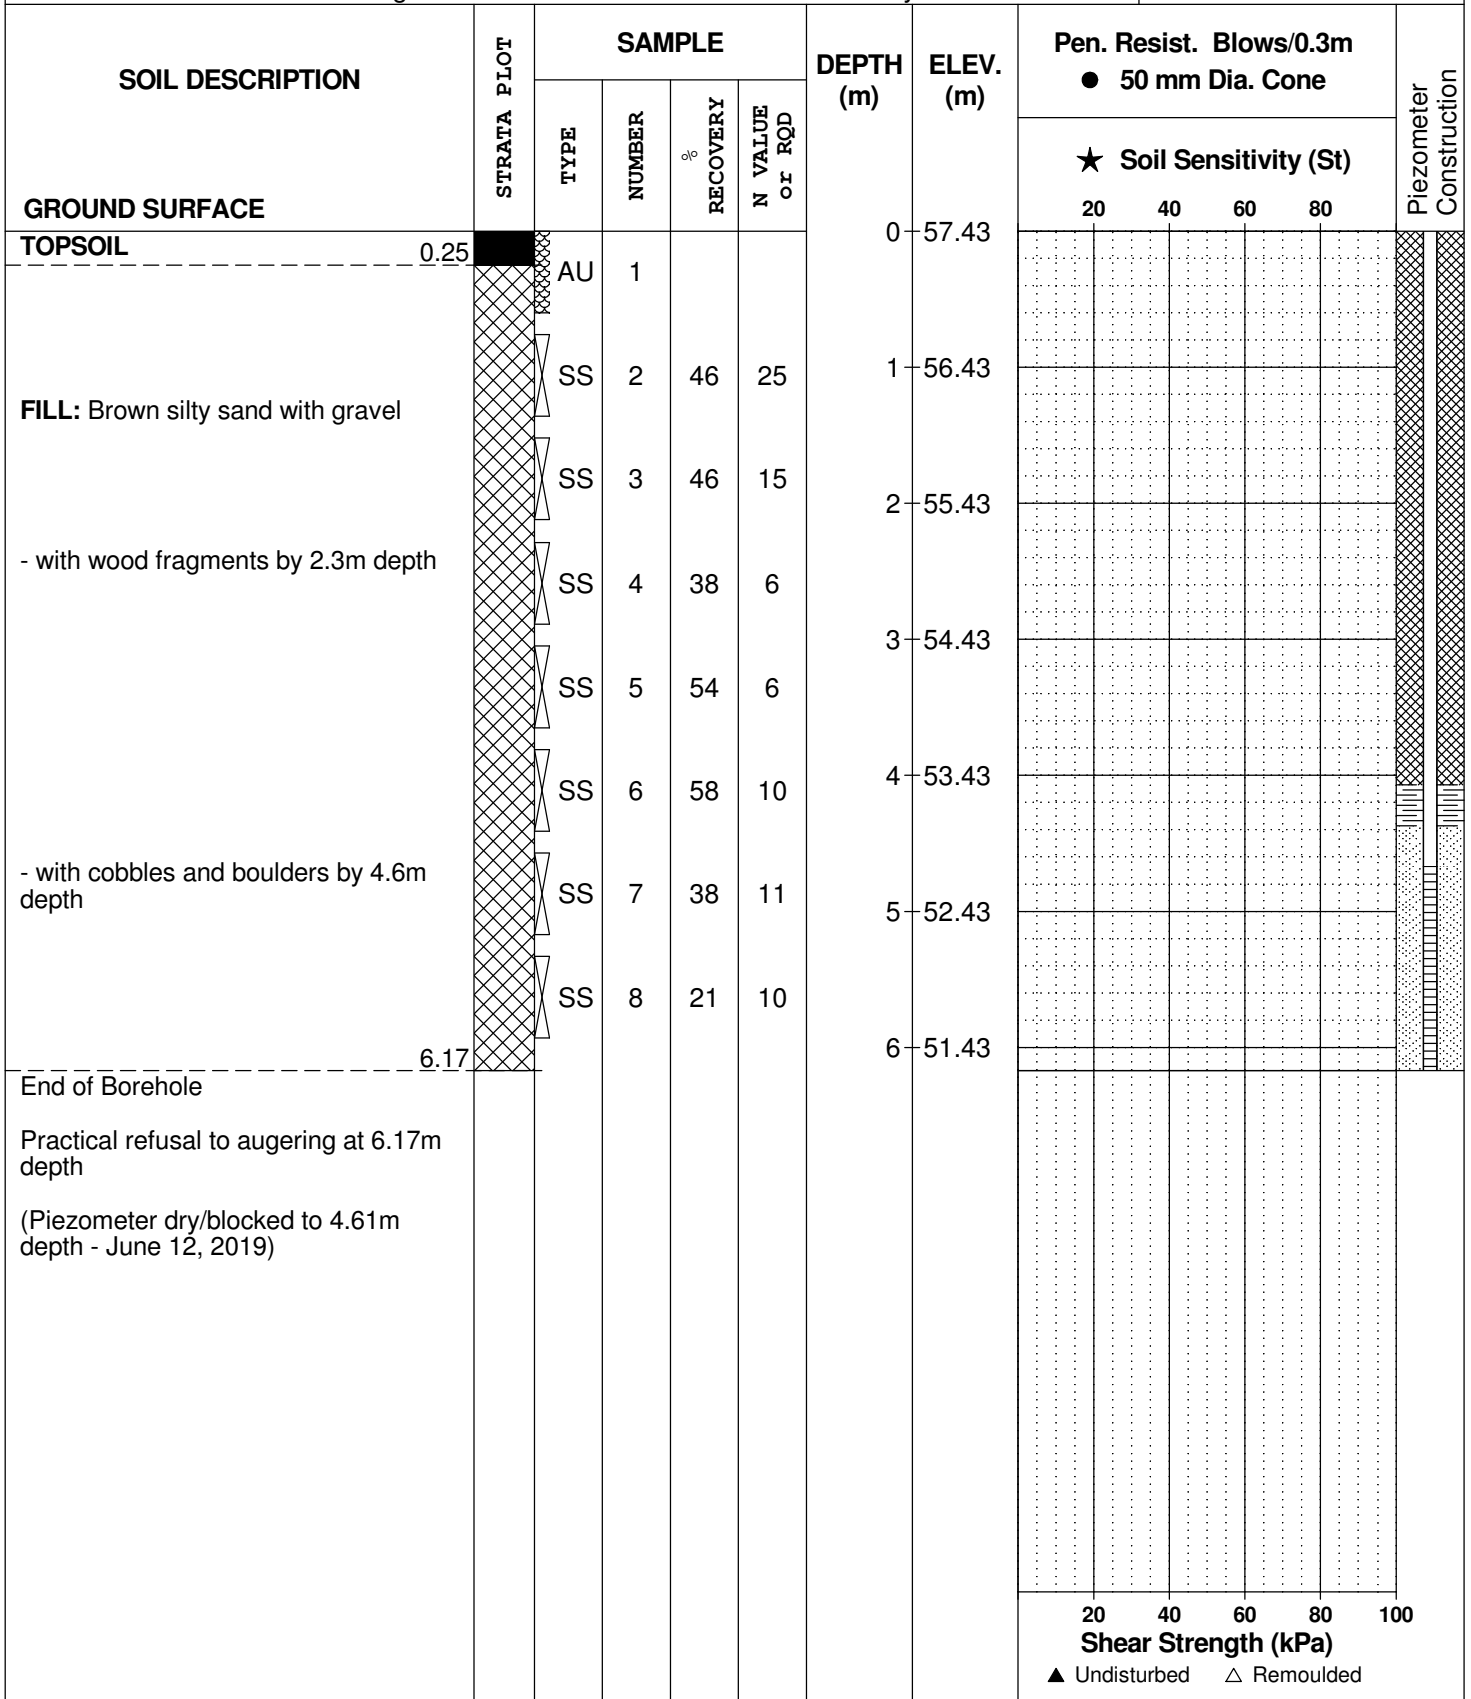 SOIL DESCRIPTION
GROUND SURFACE
STRATA PLOT
SAMPLE
TYPE
NUMBER
%
RECOVERY
N VALUE
or RQD
DEPTH
(m)
ELEV.
(m)
Pen. Resist. Blows/0.3m
● 50 mm Dia. Cone
★ Soil Sensitivity (St)
20 40 60 80
Piezometer
Construction
TOPSOIL 0.25
0 57.43
AU 1
SS 2 46 25
1 56.43
FILL: Brown silty sand with gravel
SS 3 46 15
2 55.43
- with wood fragments by 2.3m depth
SS 4 38 6
3 54.43
SS 5 54 6
4 53.43
SS 6 58 10
- with cobbles and boulders by 4.6m
depth
SS 7 38 11
5 52.43
SS 8 21 10
6 51.43
6.17
End of Borehole
Practical refusal to augering at 6.17m
depth
(Piezometer dry/blocked to 4.61m
depth - June 12, 2019)
20 40 60 80 100
Shear Strength (kPa)
▲ Undisturbed △ Remoulded